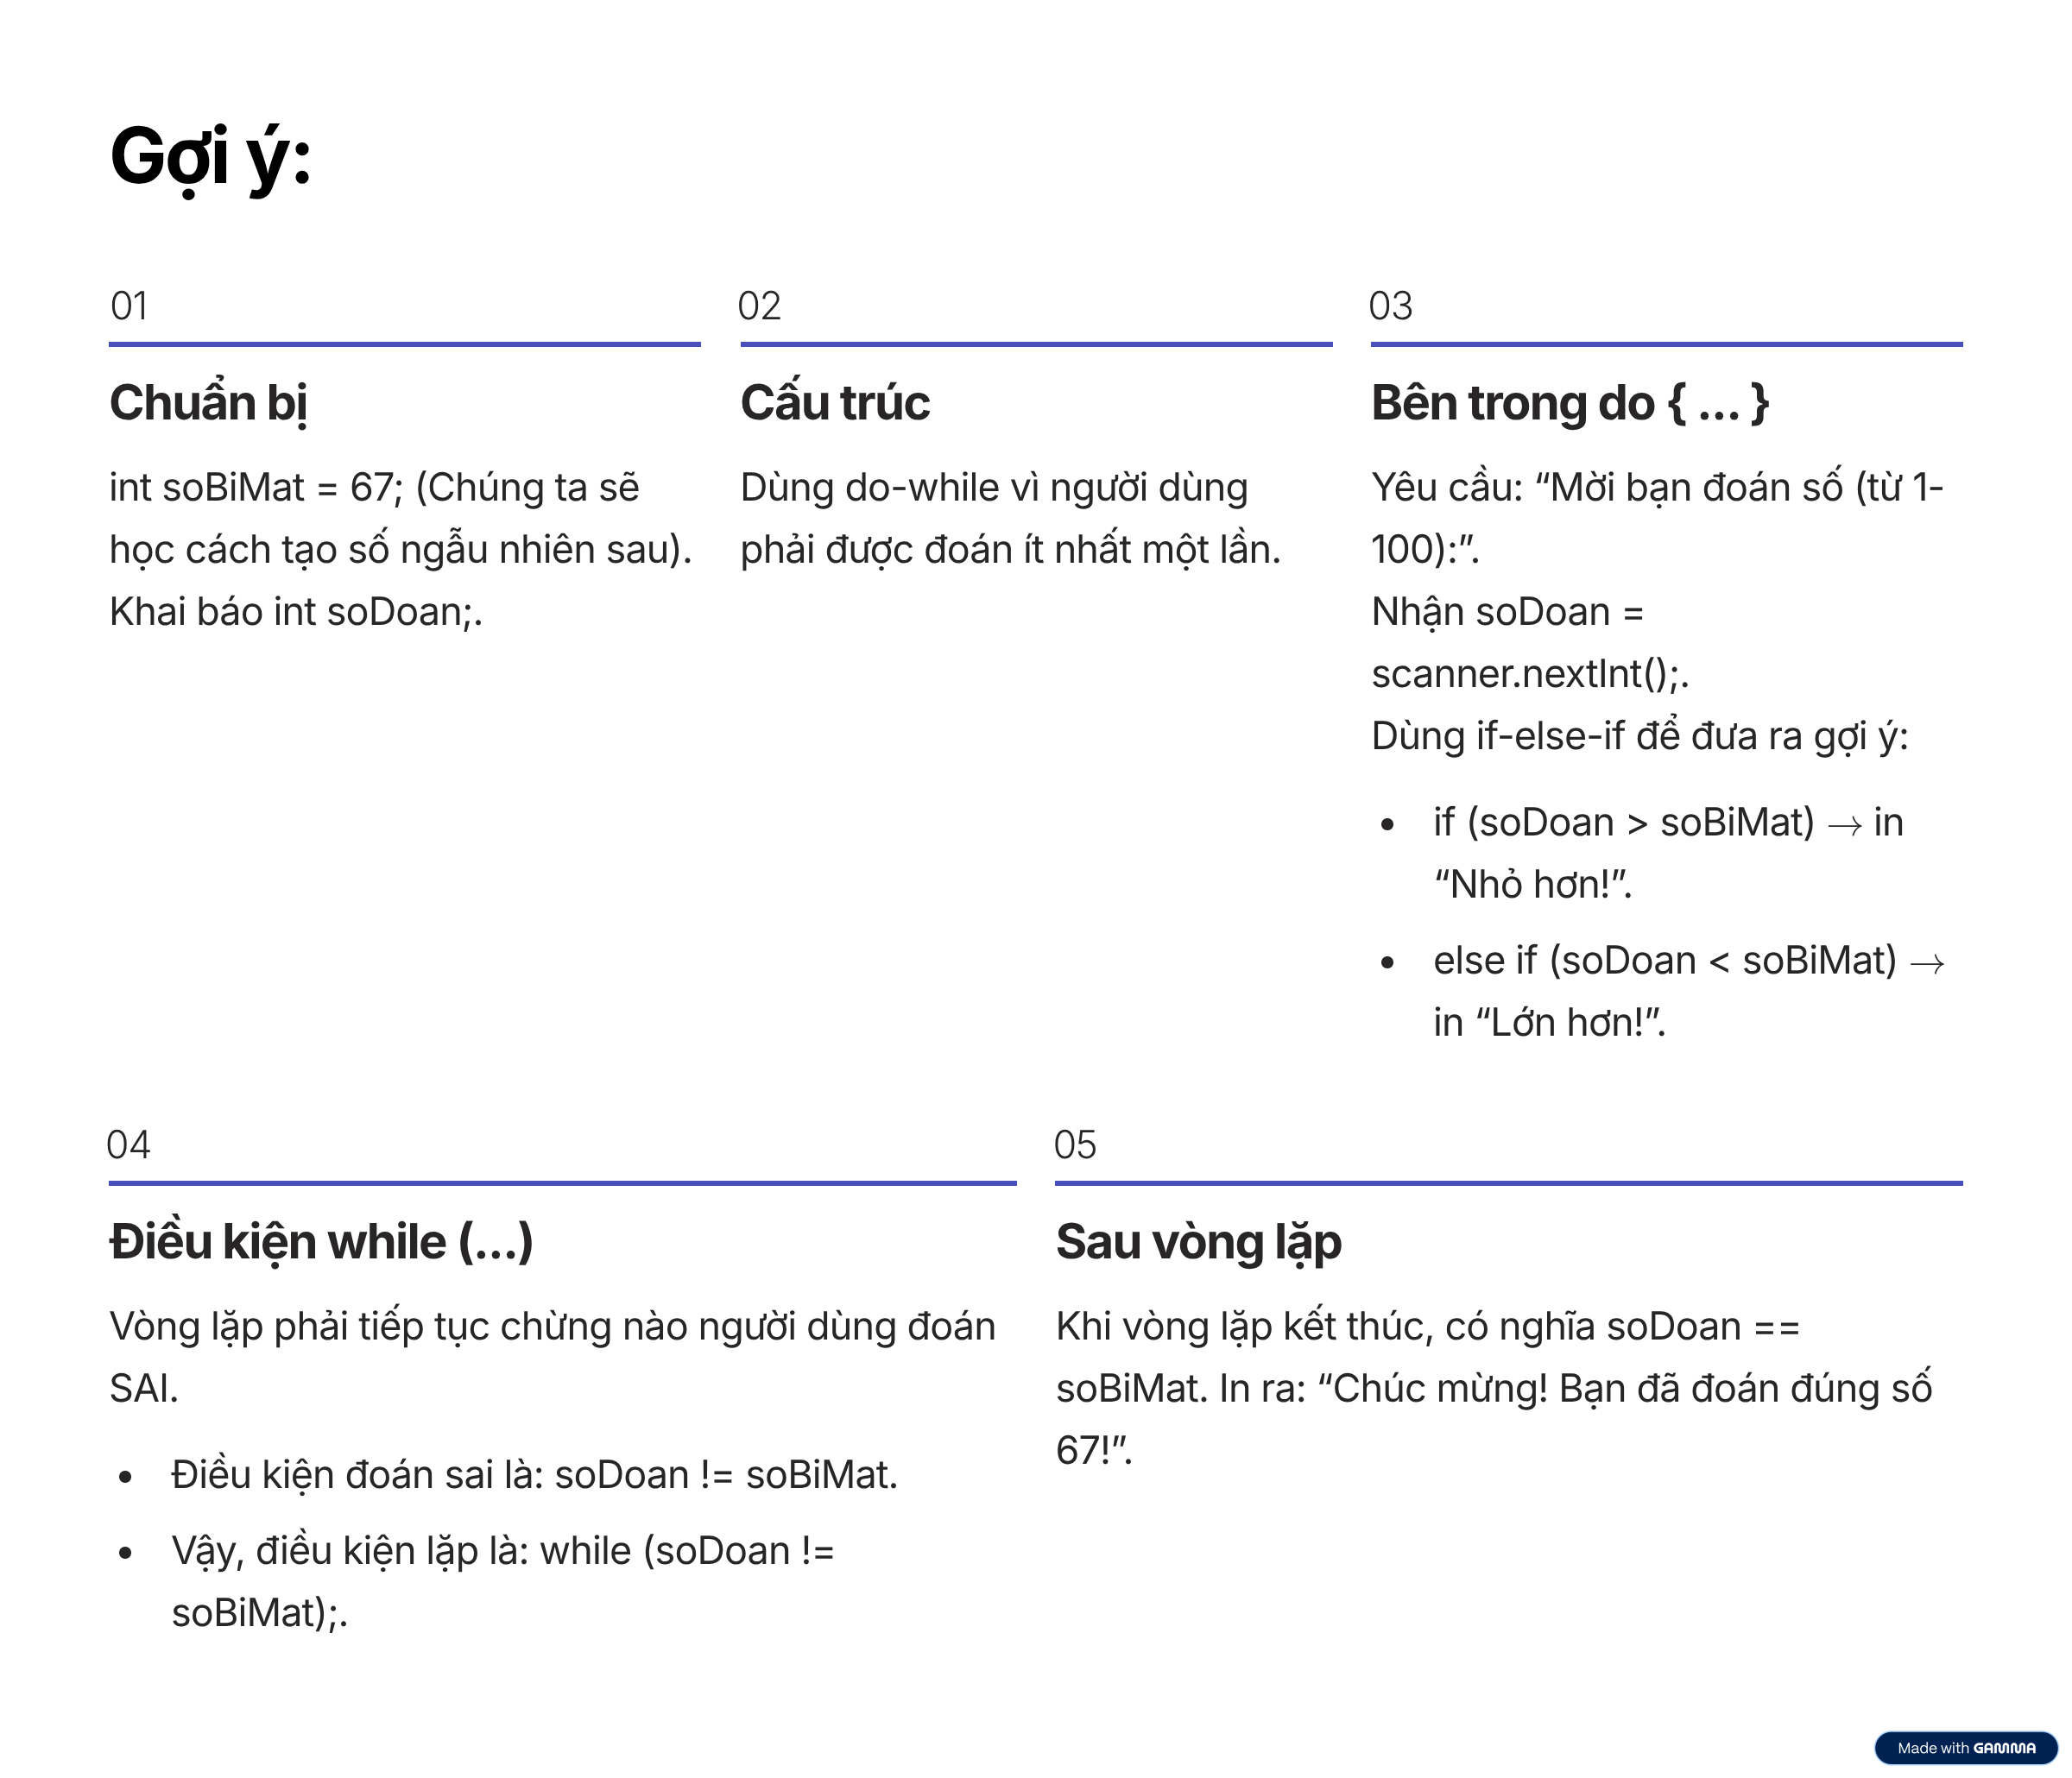 Gợi ý:
01
Chuẩn bị
int soBiMat = 67; (Chúng ta sẽ
học cách tạo số ngẫu nhiên sau).
Khai báo int soDoan;.
02
Cấu trúc
Dùng do-while vì người dùng
phải được đoán ít nhất một lần.
03
Bên trong do { ... }
Yêu cầu: “Mời bạn đoán số (từ 1-
100):”.
Nhận soDoan =
scanner.nextInt();.
Dùng if-else-if để đưa ra gợi ý:
• if (soDoan > soBiMat) → in
“Nhỏ hơn!”.
• else if (soDoan < soBiMat) →
in “Lớn hơn!”.
04
Điều kiện while (...)
Vòng lặp phải tiếp tục chừng nào người dùng đoán
SAI.
• Điều kiện đoán sai là: soDoan != soBiMat.
• Vậy, điều kiện lặp là: while (soDoan !=
soBiMat);.
05
Sau vòng lặp
Khi vòng lặp kết thúc, có nghĩa soDoan ==
soBiMat. In ra: “Chúc mừng! Bạn đã đoán đúng số
67!”.
Made with GAMMA